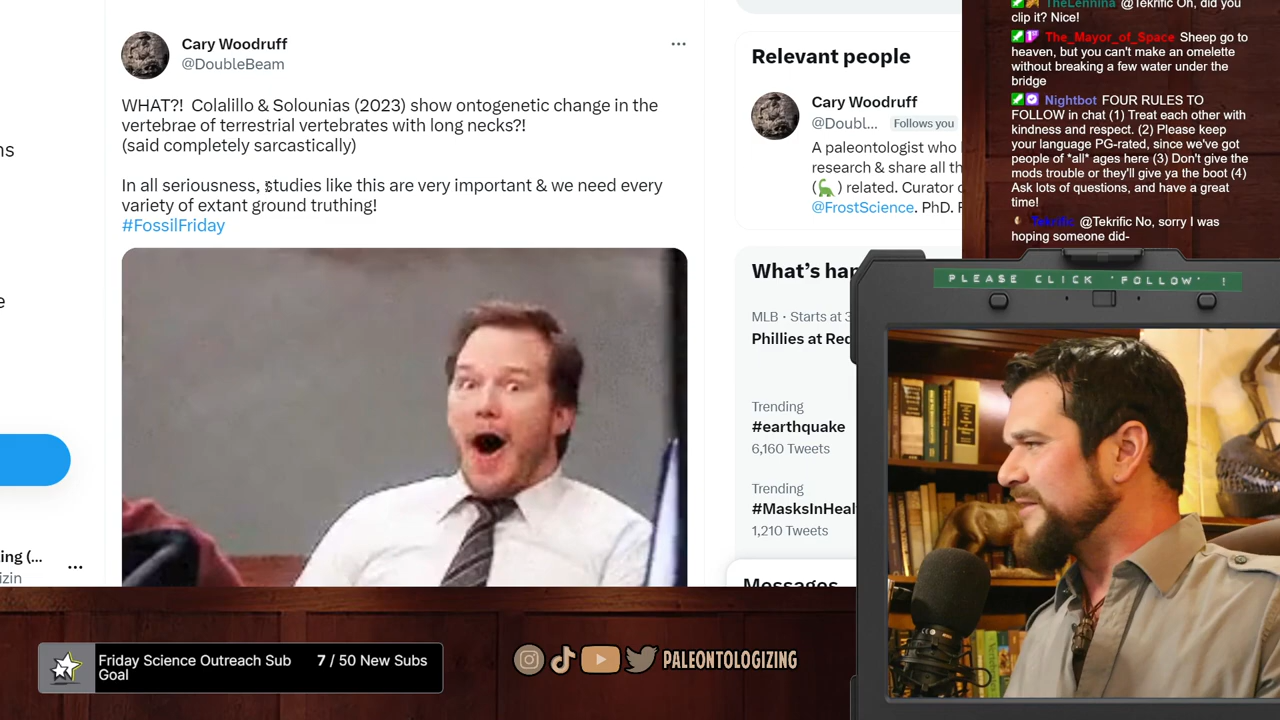 Cary Woodruff
@DoubleBeam
WHAT?! Colalillo & Solounias (2023) show ontogenetic change in the
vertebrae of terrestrial vertebrates with long necks?!
(said completely sarcastically)
In all seriousness, studies like this are very important & we need every
variety of extant ground truthing!
#FossilFriday
ns
e
ing (...
izin
Relevant people
Cary Woodruff
@Doubl... Follows you
A paleontologist who
research & share all th
( ) related. Curator
@FrostScience. PhD.
What's hap
MLB · Starts at
Phillies at Red
Trending
#earthquake
6,160 Tweets
Trending
#MasksInHeal
1,210 Tweets
Messages
TheLennina @Tekrific Oh, did you
clip it? Nice!
The_Mayor_of_Space Sheep go to
heaven, but you can't make an omelette
without breaking a few water under the
bridge
Nightbot FOUR RULES TO
FOLLOW in chat (1) Treat each other with
kindness and respect. (2) Please keep
your language PG-rated, since we've got
people of *all* ages here (3) Don't give the
mods trouble or they'll give ya the boot (4)
Ask lots of questions, and have a great
time!
Tekrific @Tekrific No, sorry I was
hoping someone did-
PLEASE CLICK 'FOLLOW' !
Friday Science Outreach Sub
Goal
7 / 50 New Subs
PALEONTOLOGIZING